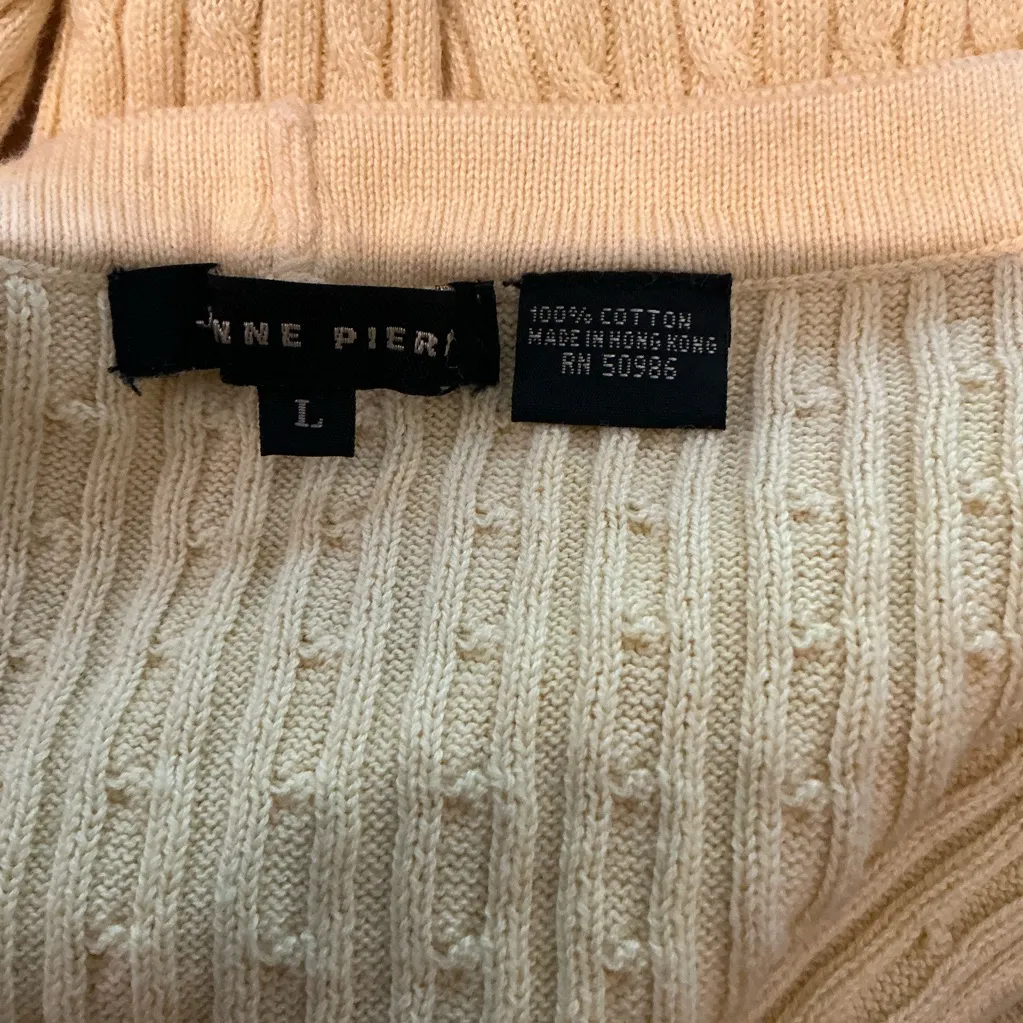 NNE PIER
L
100% COTTON
MADE IN HONG KONG
RN 50986